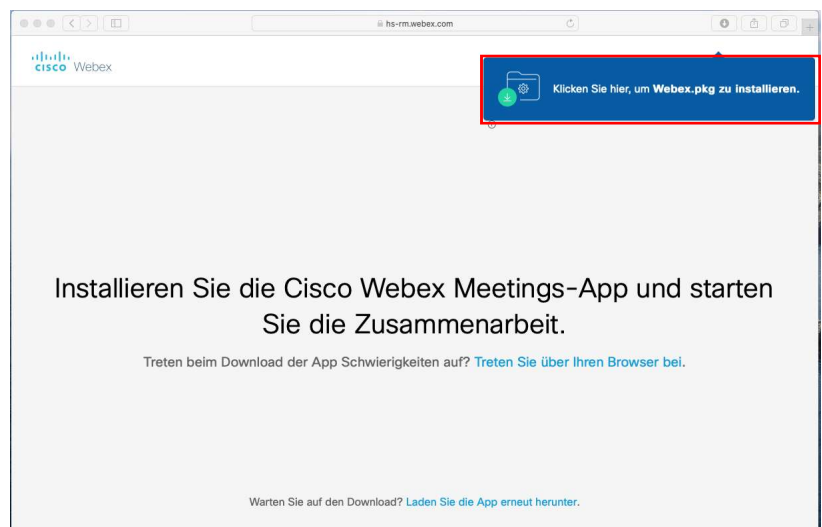 hs-rm.webex.com
CISCO Webex
Klicken Sie hier, um Webex.pkg zu installieren.
Installieren Sie die Cisco Webex Meetings-App und starten
Sie die Zusammenarbeit.
Treten beim Download der App Schwierigkeiten auf? Treten Sie über Ihren Browser bei.
Warten Sie auf den Download? Laden Sie die App erneut herunter.